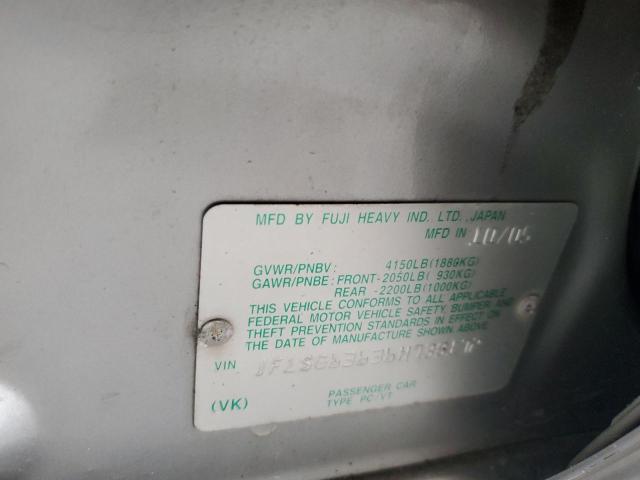 MFD BY FUJI HEAVY IND. LTD. JAPAN
MFD IN 10/05
GVWR/PNBV: 4150LB(1889KG)
GAWR/PNBE: FRONT-2050LB( 930KG)
REAR -2200LB(1000KG)
THIS VEHICLE CONFORMS TO ALL APPLICABLE
FEDERAL MOTOR VEHICLE SAFETY, BUMPER, AND
THEFT PREVENTION STANDARDS IN EFFECT ON
THE DATE OF MANUFACTURE SHOWN ABOVE.
VIN
PASSENGER CAR
(VK) TYPE PC/VT